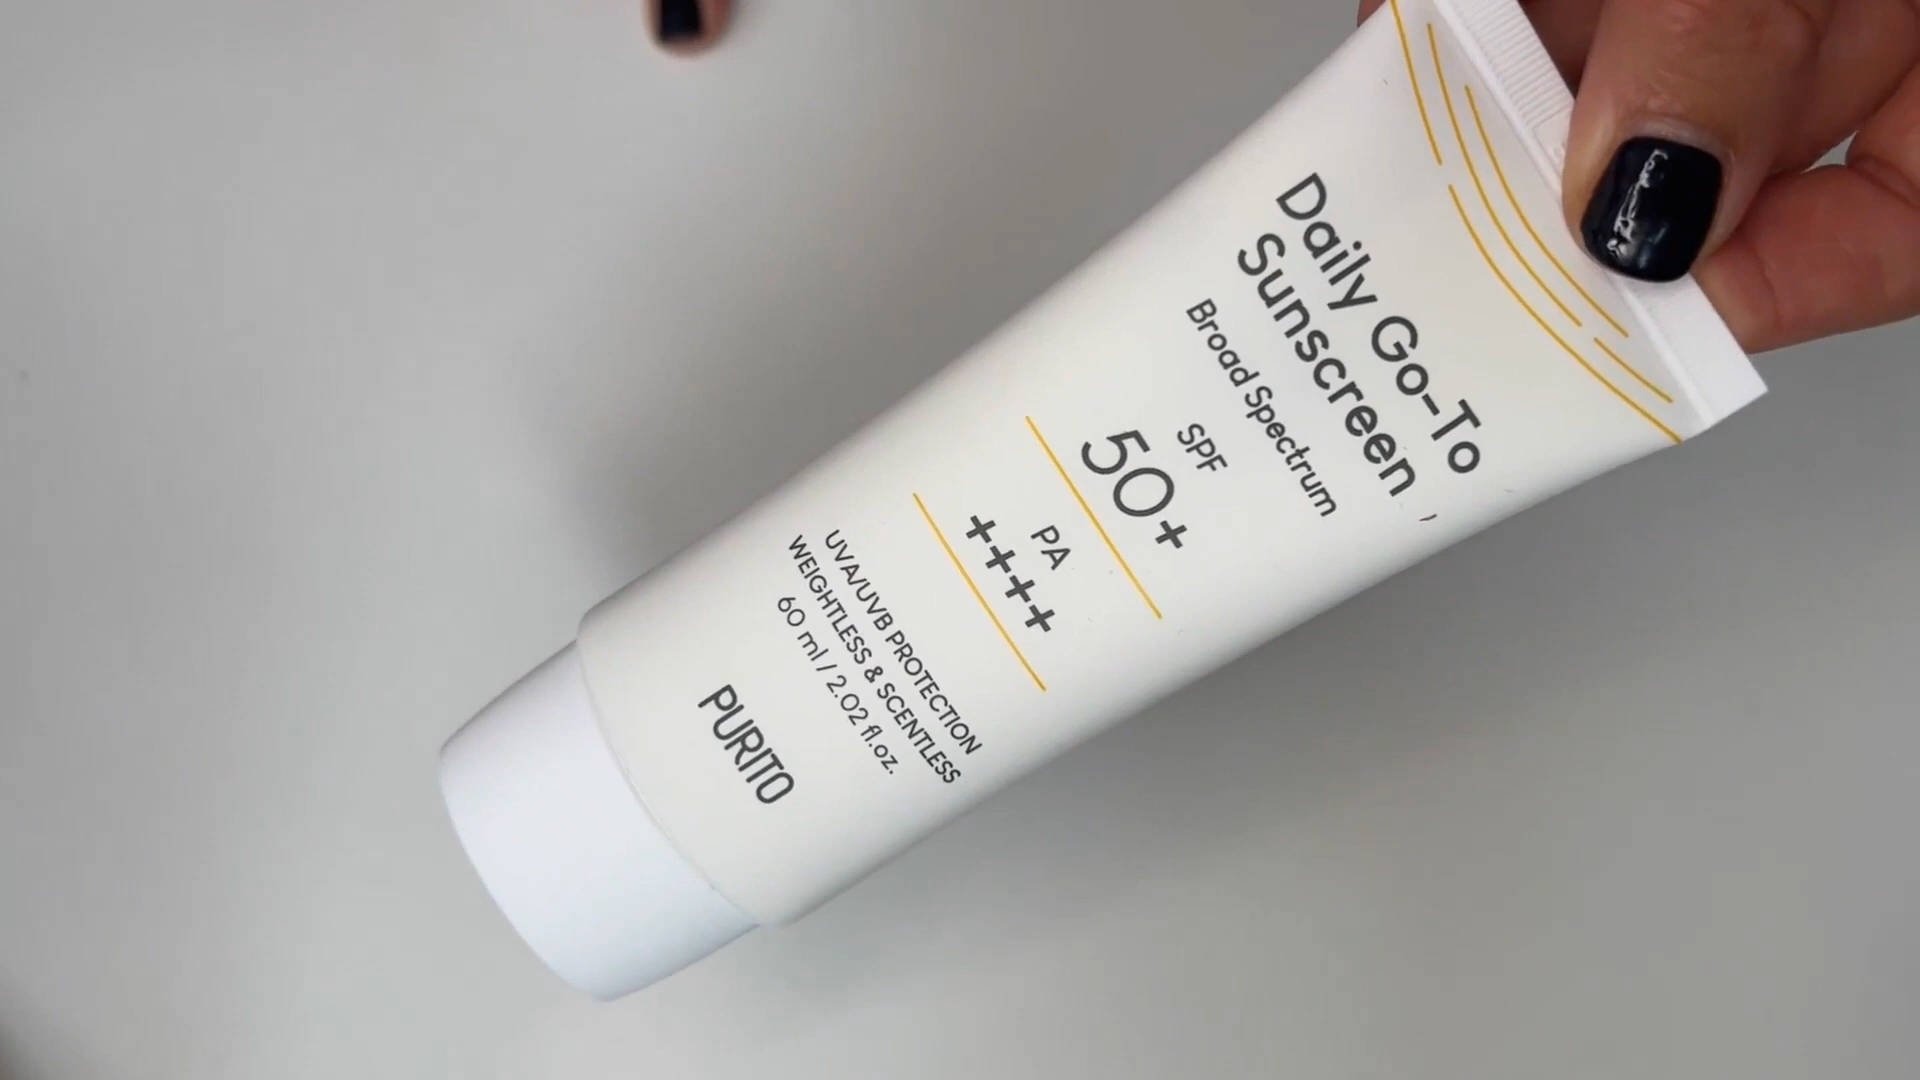 Daily Go-To
Sunscreen
Broad Spectrum
SPF
50+
PA
++++
UVA/UVB PROTECTION
WEIGHTLESS & SCENTLESS
60 ml / 2.02 fl.oz.
PURITO